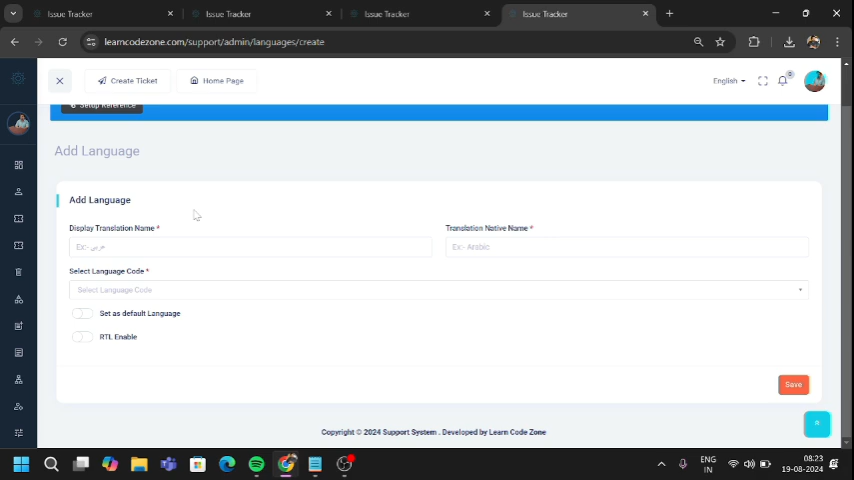 Issue Tracker
Issue Tracker
Issue Tracker
Issue Tracker
learncodezone.com/support/admin/languages/create
Create Ticket
Home Page
English
0
Setup Reference
Add Language
Add Language
Display Translation Name *
Translation Native Name *
Ex:- عربي
Ex:- Arabic
Select Language Code *
Select Language Code
Set as default Language
RTL Enable
Save
Copyright © 2024 Support System . Developed by Learn Code Zone
ENG
IN
08:23
19-08-2024